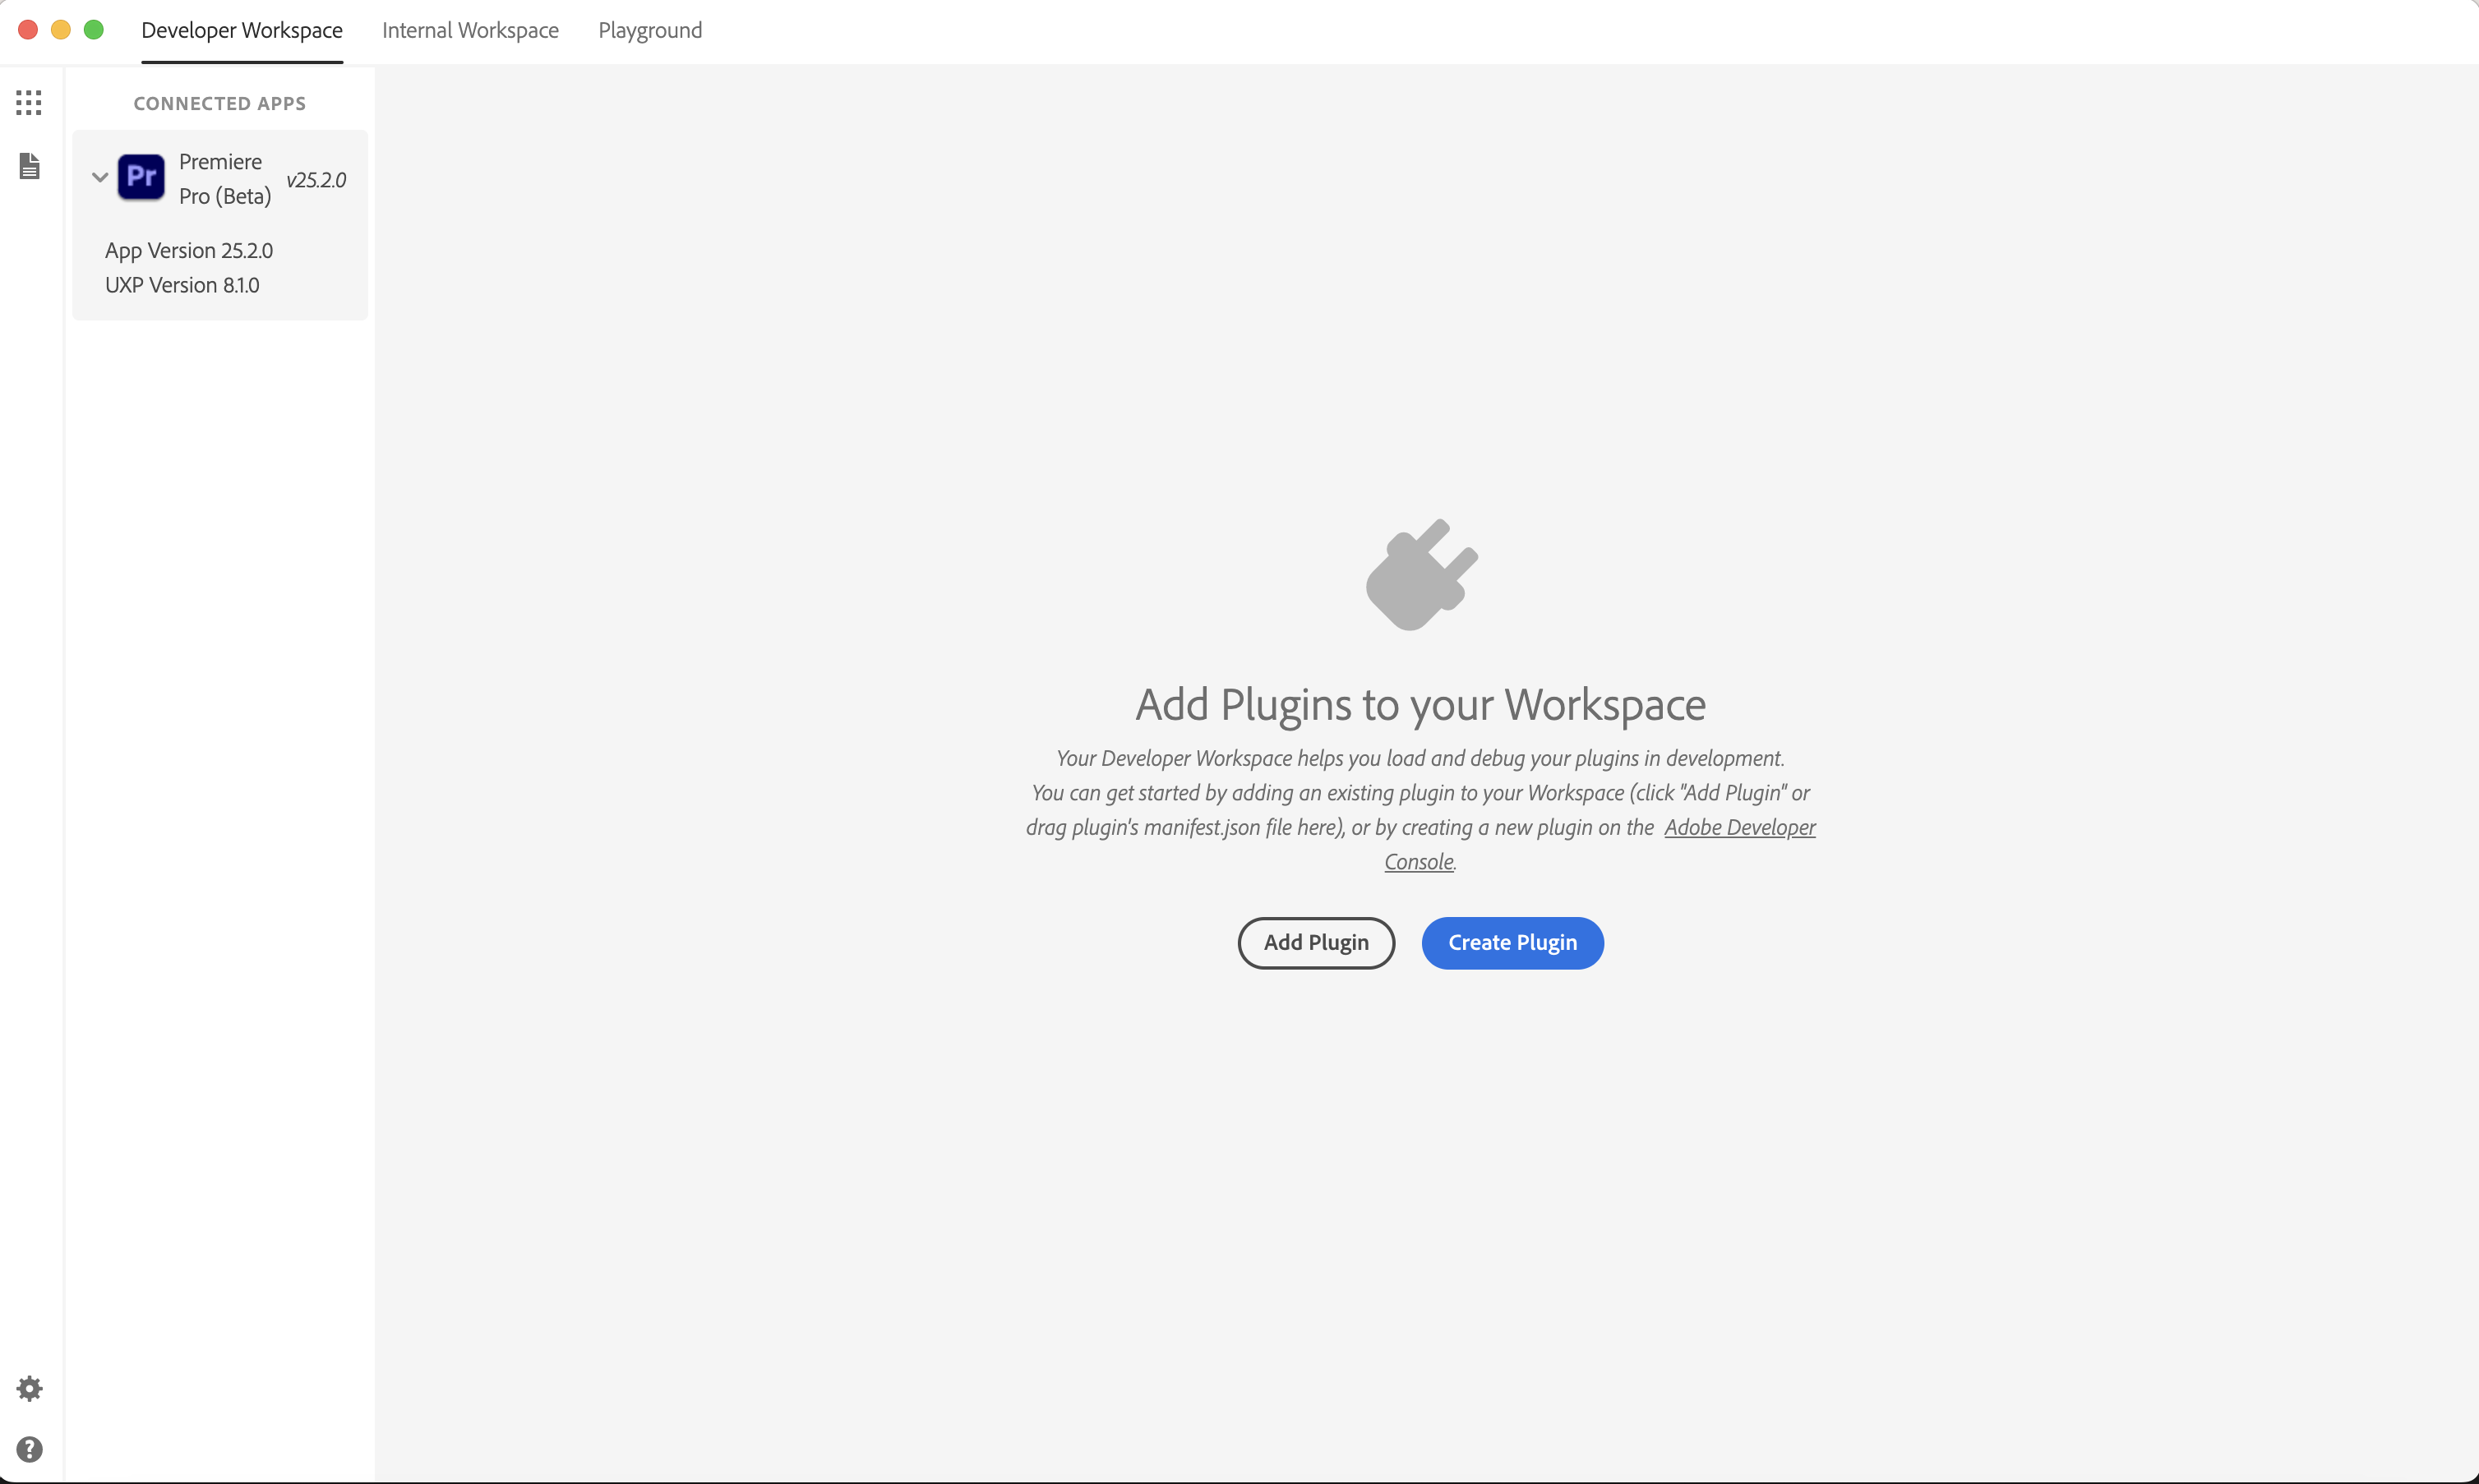 Developer Workspace
Internal Workspace
Playground
CONNECTED APPS
Pr
Premiere
Pro (Beta)
v25.2.0
App Version 25.2.0
UXP Version 8.1.0
Add Plugins to your Workspace
Your Developer Workspace helps you load and debug your plugins in development.
You can get started by adding an existing plugin to your Workspace (click "Add Plugin" or
drag plugin's manifest.json file here), or by creating a new plugin on the Adobe Developer
Console.
Add Plugin
Create Plugin
?